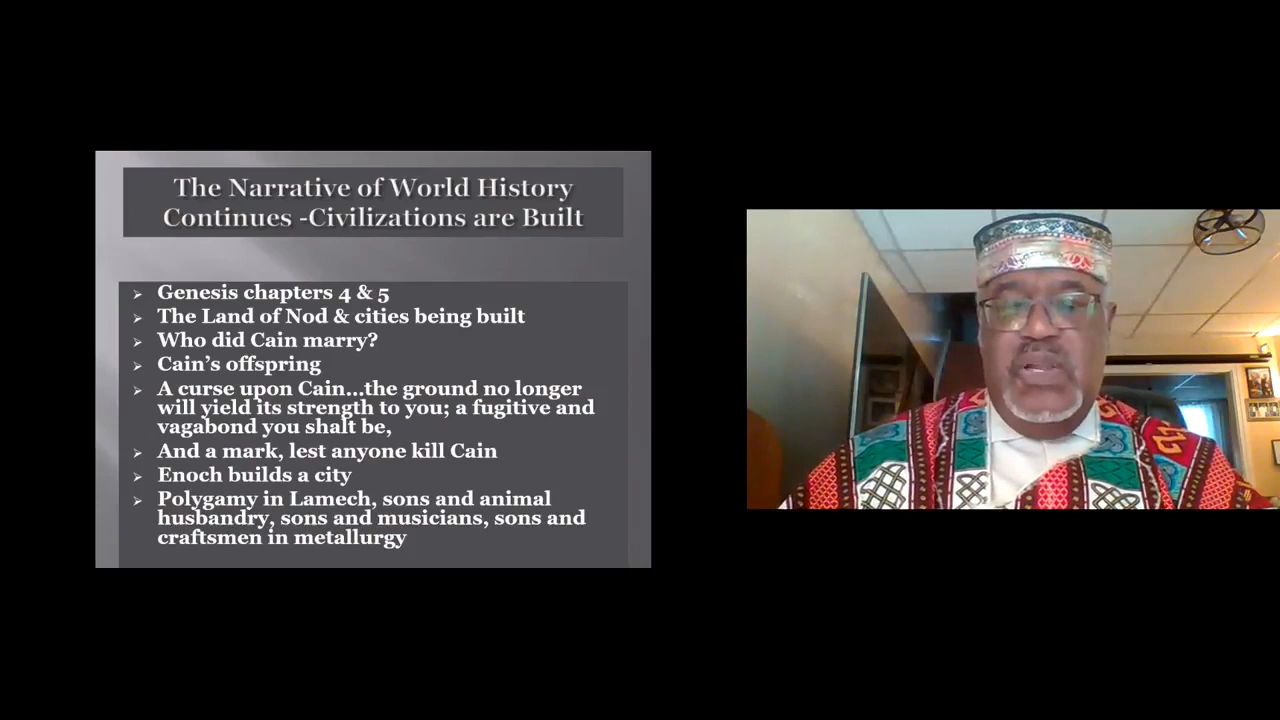 The Narrative of World History
Continues -Civilizations are Built
➢ Genesis chapters 4 & 5
➢ The Land of Nod & cities being built
➢ Who did Cain marry?
➢ Cain’s offspring
➢ A curse upon Cain…the ground no longer
will yield its strength to you; a fugitive and
vagabond you shalt be,
➢ And a mark, lest anyone kill Cain
➢ Enoch builds a city
➢ Polygamy in Lamech, sons and animal
husbandry, sons and musicians, sons and
craftsmen in metallurgy